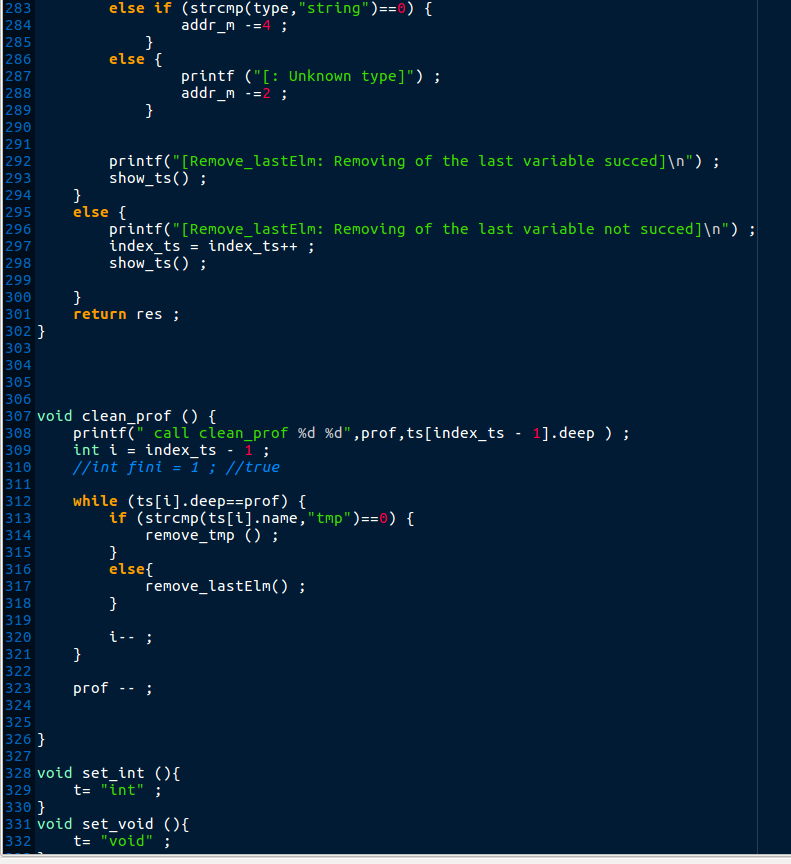 283 else if (strcmp(type,"string")==0) {
284 addr_m -=4 ;
285 }
286 else {
287 printf ("[: Unknown type]") ;
288 addr_m -=2 ;
289 }
290
291
292 printf("[Remove_lastElm: Removing of the last variable succed]\n") ;
293 show_ts() ;
294 }
295 else {
296 printf("[Remove_lastElm: Removing of the last variable not succed]\n") ;
297 index_ts = index_ts++ ;
298 show_ts() ;
299
300 }
301 return res ;
302 }
303
304
305
306
307 void clean_prof () {
308 printf(" call clean_prof %d %d",prof,ts[index_ts - 1].deep ) ;
309 int i = index_ts - 1 ;
310 //int fini = 1 ; //true
311
312 while (ts[i].deep==prof) {
313 if (strcmp(ts[i].name,"tmp")==0) {
314 remove_tmp () ;
315 }
316 else{
317 remove_lastElm() ;
318 }
319
320 i-- ;
321 }
322
323 prof -- ;
324
325
326 }
327
328 void set_int (){
329 t= "int" ;
330 }
331 void set_void (){
332 t= "void" ;